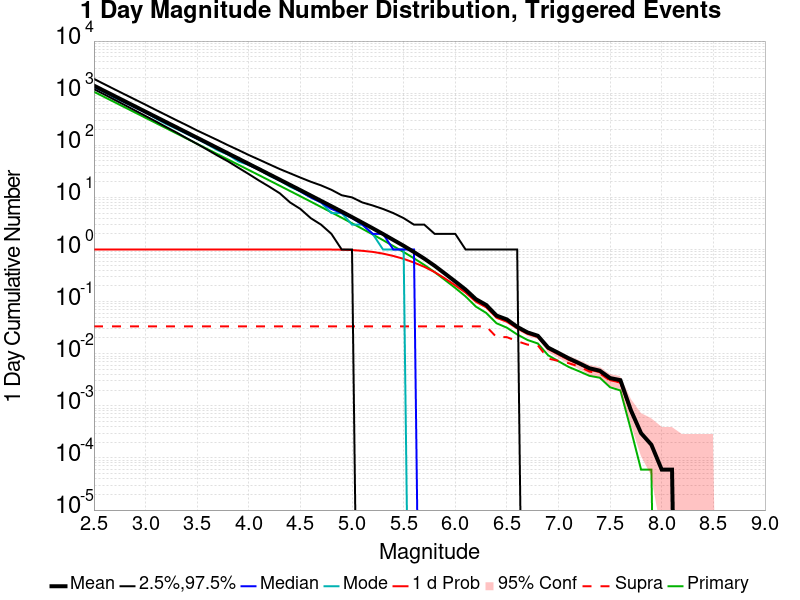 1 Day Magnitude Number Distribution, Triggered Events
1 Day Cumulative Number
10^4
10^3
10^2
10^1
10^0
10^-1
10^-2
10^-3
10^-4
10^-5
2.5 3.0 3.5 4.0 4.5 5.0 5.5 6.0 6.5 7.0 7.5 8.0 8.5 9.0
Magnitude
Mean 2.5%,97.5% Median Mode 1 d Prob 95% Conf Supra Primary